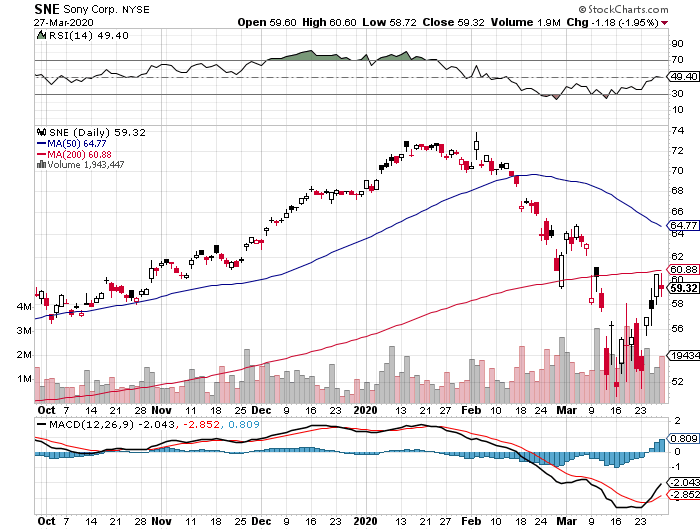 SNE Sony Corp. NYSE © StockCharts.com
27-Mar-2020 Open 59.60 High 60.60 Low 58.72 Close 59.32 Volume 1.9M Chg -1.18 (-1.95%)
RSI(14) 49.40
90
70
49.40
30
10
SNE (Daily) 59.32
MA(50) 64.77
MA(200) 60.88
Volume 1,943,447
74
72
70
68
66
64.77
64
62
60.88
60
59.32
58
56
19434
52
4M
3M
2M
1M
Oct 7 14 21 28 Nov 11 18 25 Dec 9 16 23 2020 13 21 27 Feb 10 18 24 Mar 9 16 23
MACD(12,26,9) -2.043, -2.852, 0.809
2
1
0.809
0
-1
-2.043
-2.852
Oct 7 14 21 28 Nov 11 18 25 Dec 9 16 23 2020 13 21 27 Feb 10 18 24 Mar 9 16 23